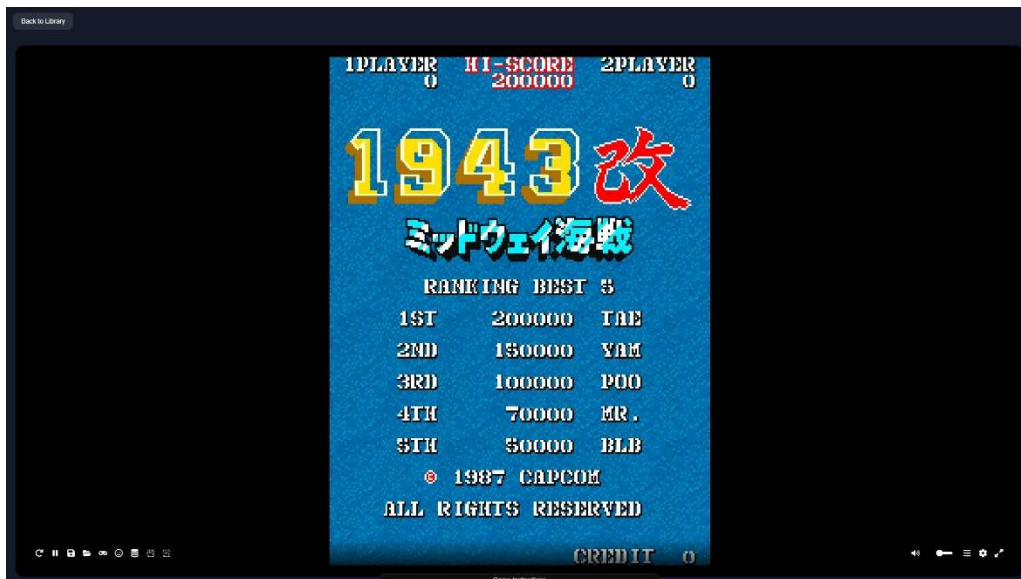 Back to Library
1PLAYER HI-SCORE 2PLAYER
0 200000 0
1943改
ミッドウェイ海戦
RANKING BEST 5
1ST 200000 TAE
2ND 150000 YAM
3RD 100000 POO
4TH 70000 MR.
5TH 50000 BLB
© 1987 CAPCOM
ALL RIGHTS RESERVED
CREDIT 0
Game Instructions